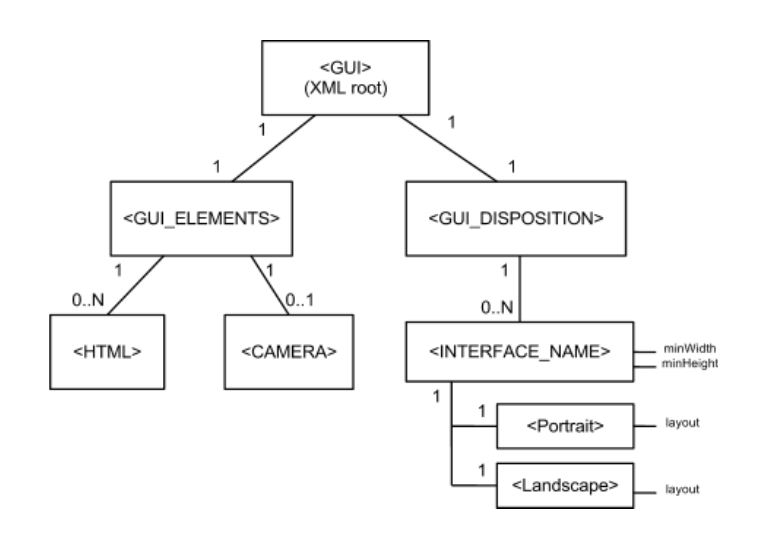 <GUI>
(XML root)
1
1
1
1
<GUI_ELEMENTS>
<GUI_DISPOSITION>
1
1
1
0..N
0..1
0..N
<HTML>
<CAMERA>
<INTERFACE_NAME>
minWidth
minHeight
1
1
<Portrait>
layout
1
<Landscape>
layout